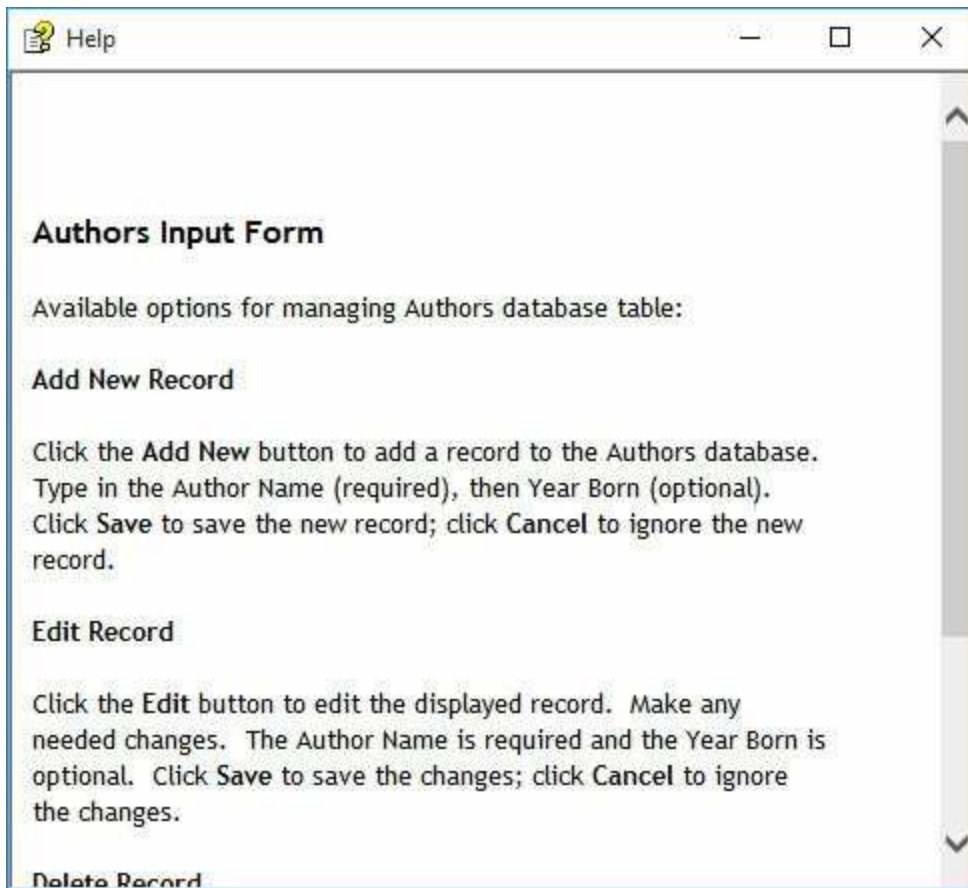 Help
Authors Input Form
Available options for managing Authors database table:
Add New Record
Click the Add New button to add a record to the Authors database.
Type in the Author Name (required), then Year Born (optional).
Click Save to save the new record; click Cancel to ignore the new
record.
Edit Record
Click the Edit button to edit the displayed record.  Make any
needed changes.  The Author Name is required and the Year Born is
optional.  Click Save to save the changes; click Cancel to ignore
the changes.
Delete Record